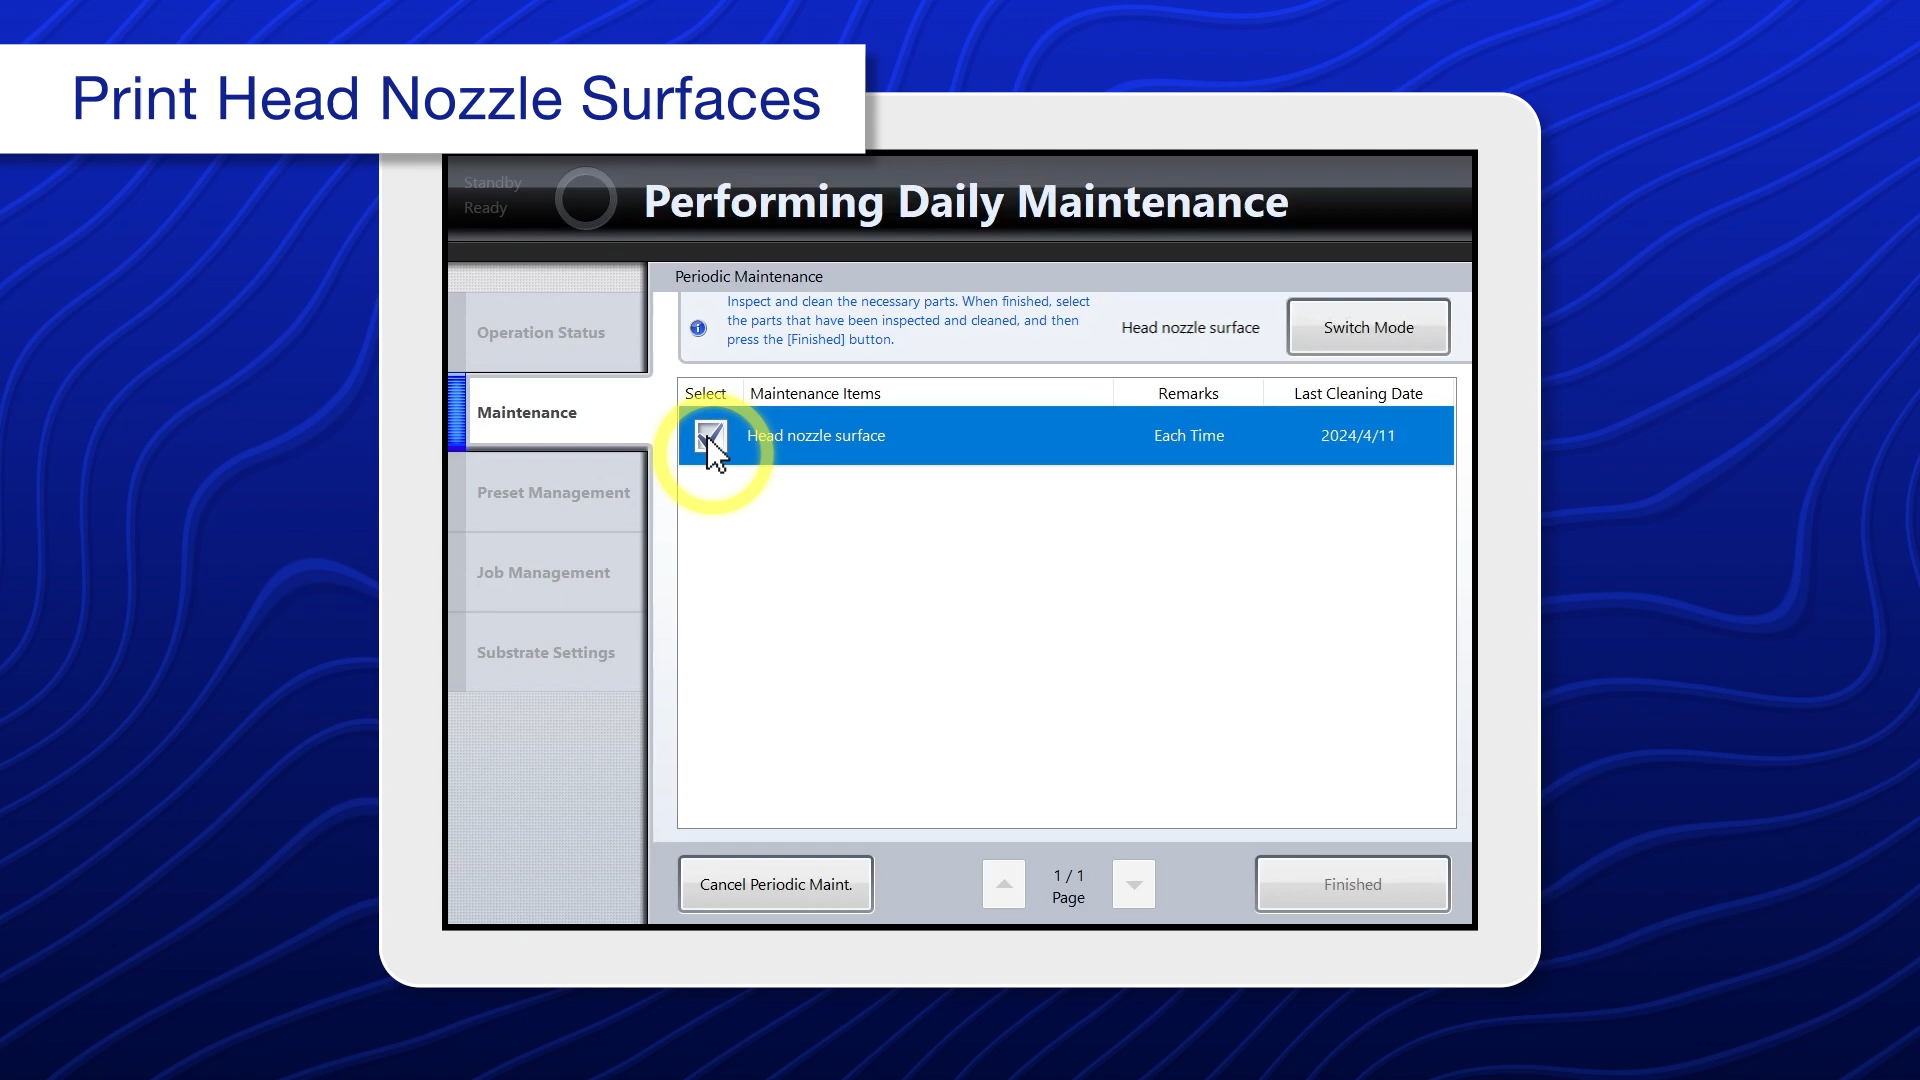 Print Head Nozzle Surfaces
Standby
Ready
Performing Daily Maintenance
Periodic Maintenance
Operation Status
Maintenance
Preset Management
Job Management
Substrate Settings
Inspect and clean the necessary parts. When finished, select
the parts that have been inspected and cleaned, and then
press the [Finished] button.
Head nozzle surface
Switch Mode
Select Maintenance Items Remarks Last Cleaning Date
Head nozzle surface Each Time 2024/4/11
Cancel Periodic Maint.
1 / 1
Page
Finished